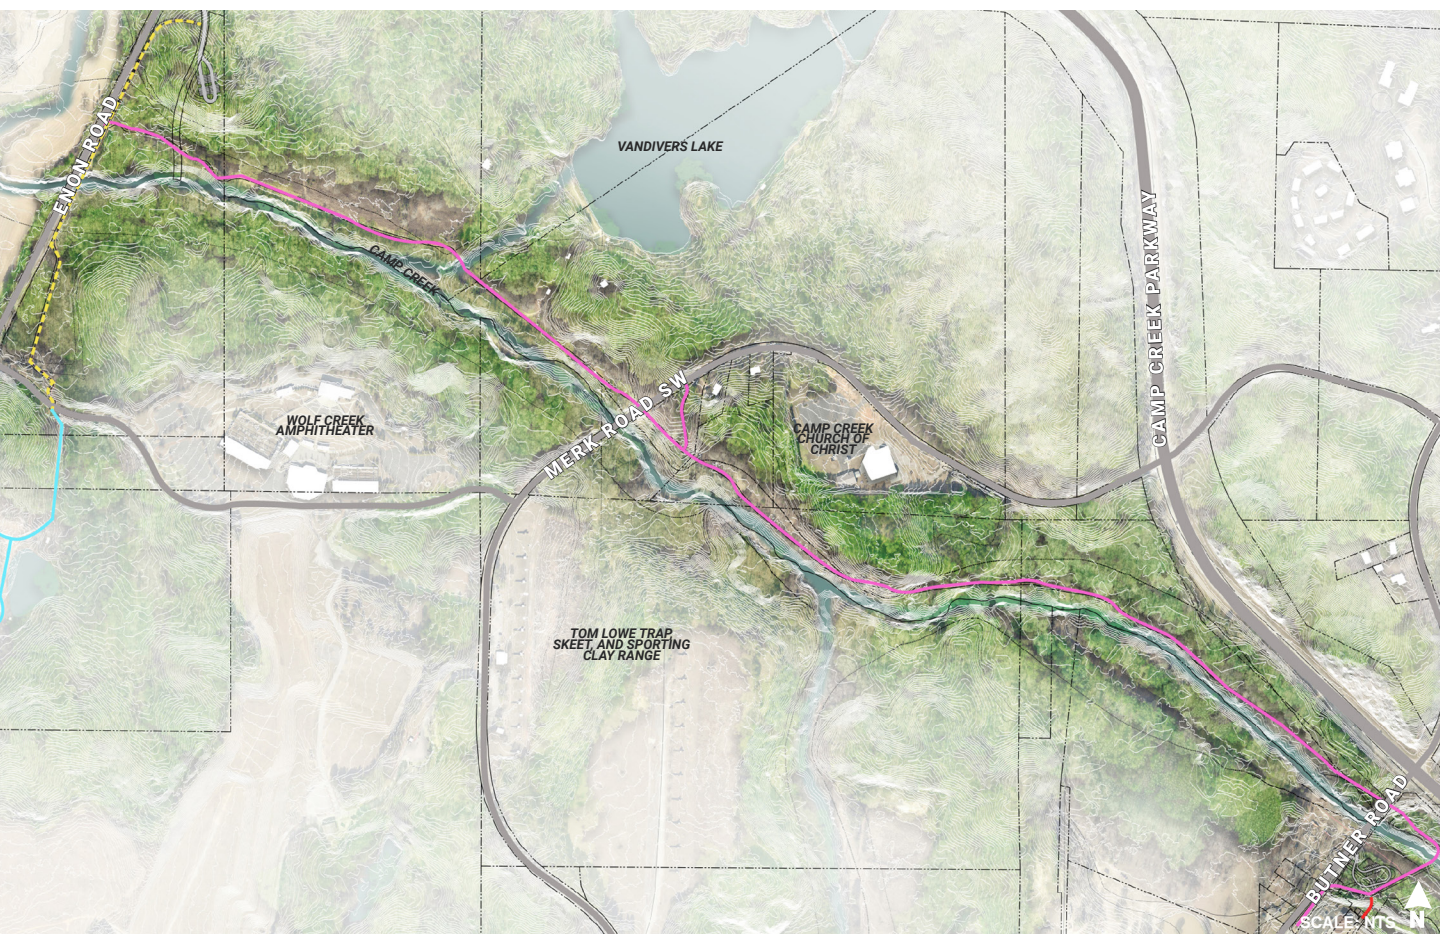 ENON ROAD
VANDIVERS LAKE
CAMP CREEK PARKWAY
CAMP CREEK
MERK ROAD SW
WOLF CREEK
AMPHITHEATER
CAMP CREEK
CHURCH OF
CHRIST
TOM LOWE TRAP,
SKEET, AND SPORTING
CLAY RANGE
BUTNER ROAD
SCALE: NTS
N